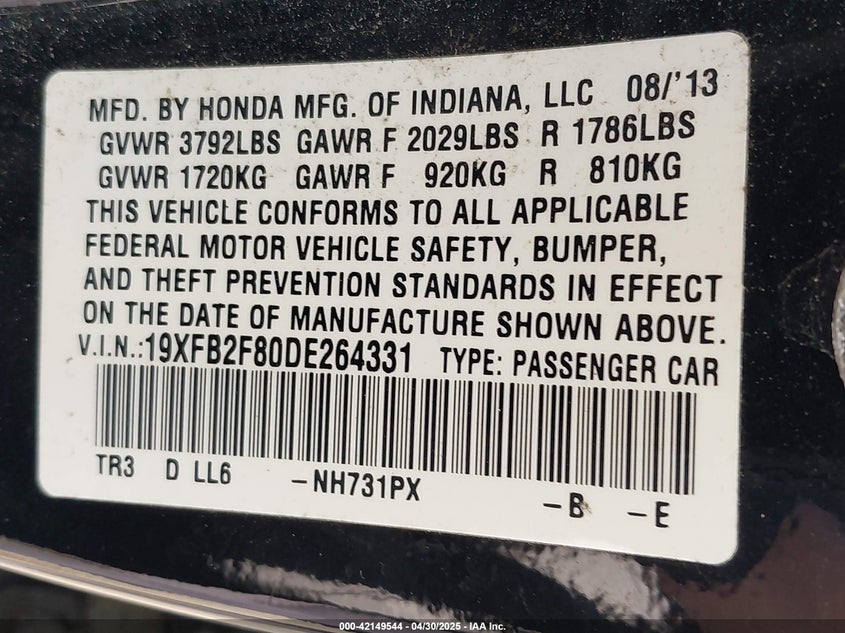 MFD. BY HONDA MFG. OF INDIANA, LLC 08/'13
GVWR 3792LBS GAWR F 2029LBS R 1786LBS
GVWR 1720KG GAWR F 920KG R 810KG
THIS VEHICLE CONFORMS TO ALL APPLICABLE
FEDERAL MOTOR VEHICLE SAFETY, BUMPER,
AND THEFT PREVENTION STANDARDS IN EFFECT
ON THE DATE OF MANUFACTURE SHOWN ABOVE.
V.I.N.:19XFB2F80DE264331 TYPE: PASSENGER CAR
TR3 D LL6 -NH731PX -B -E
000-42149544 - 04/30/2025 - IAA Inc.